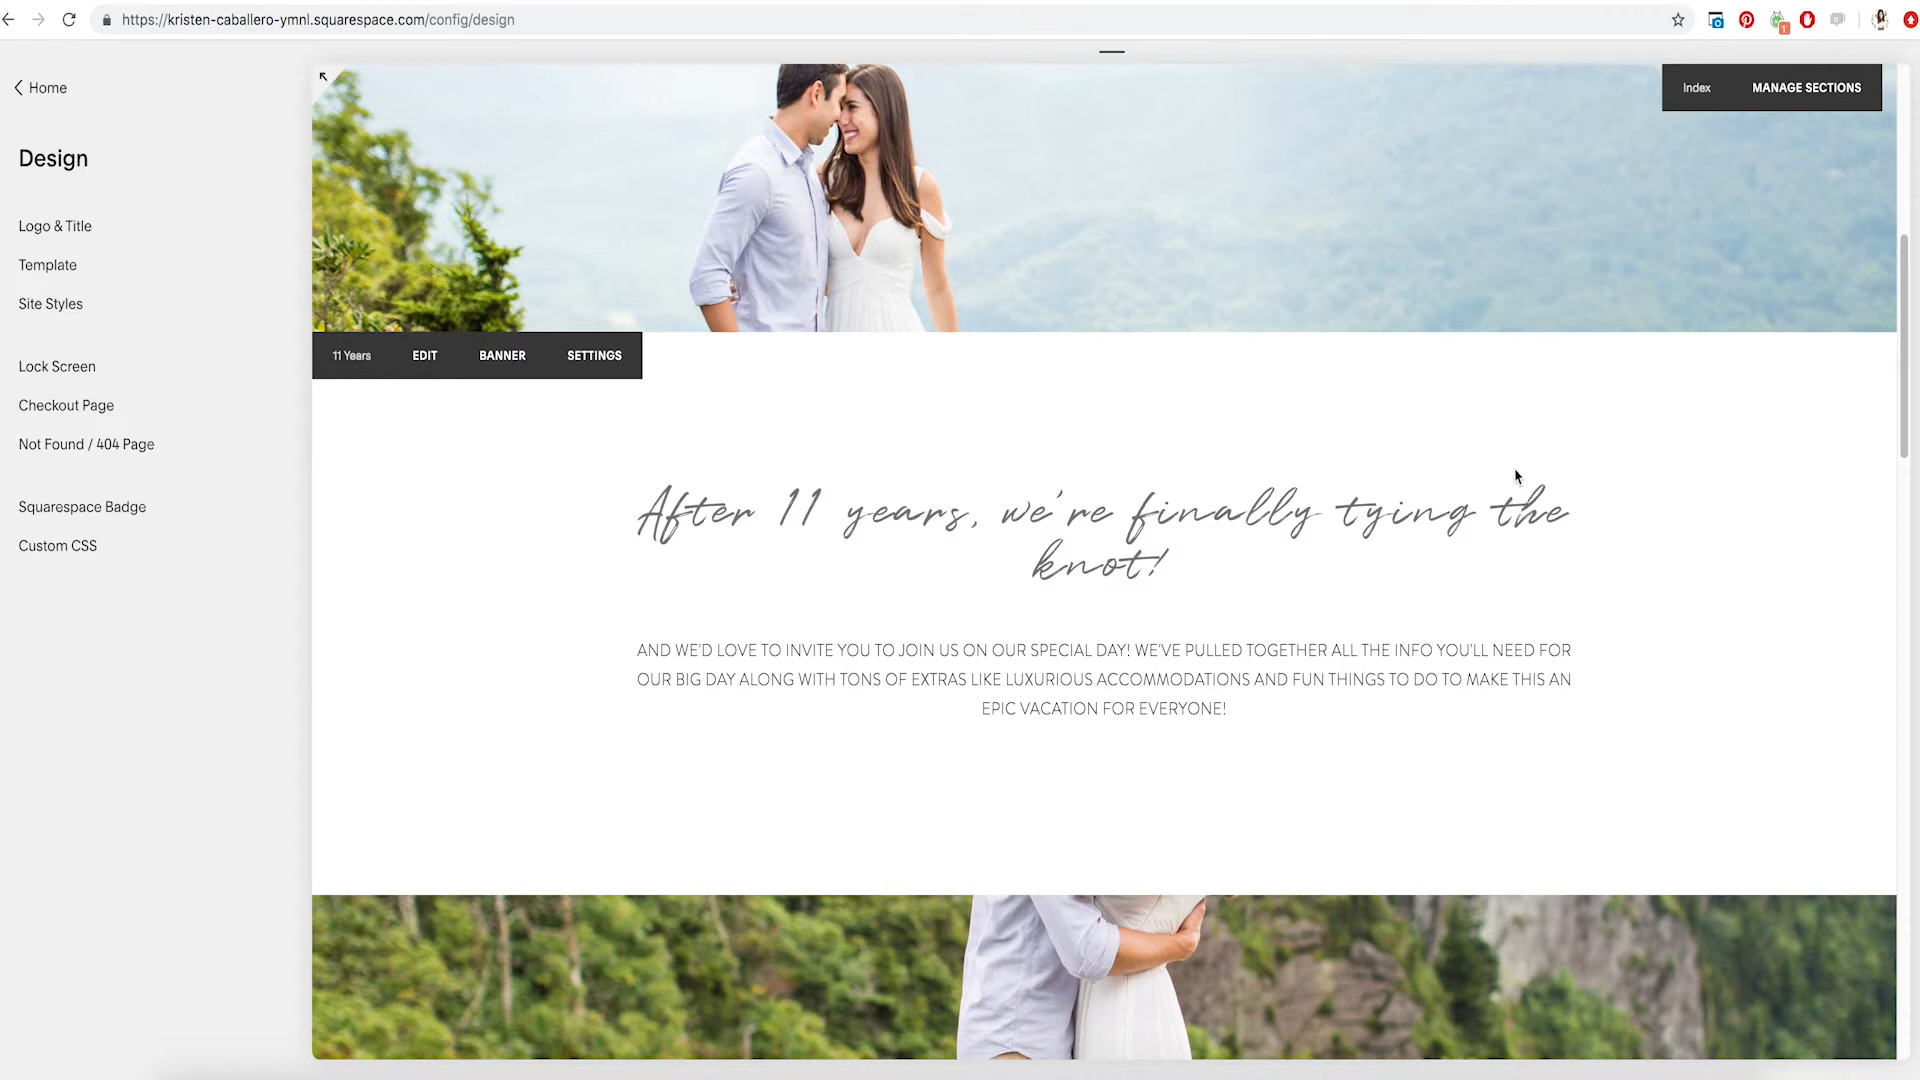 https://kristen-caballero-ymnl.squarespace.com/config/design
1
Home
Design
Logo & Title
Template
Site Styles
Lock Screen
Checkout Page
Not Found / 404 Page
Squarespace Badge
Custom CSS
Index MANAGE SECTIONS
11 Years EDIT BANNER SETTINGS
After 11 years, we're finally tying the
knot!
AND WE'D LOVE TO INVITE YOU TO JOIN US ON OUR SPECIAL DAY! WE'VE PULLED TOGETHER ALL THE INFO YOU'LL NEED FOR
OUR BIG DAY ALONG WITH TONS OF EXTRAS LIKE LUXURIOUS ACCOMMODATIONS AND FUN THINGS TO DO TO MAKE THIS AN
EPIC VACATION FOR EVERYONE!